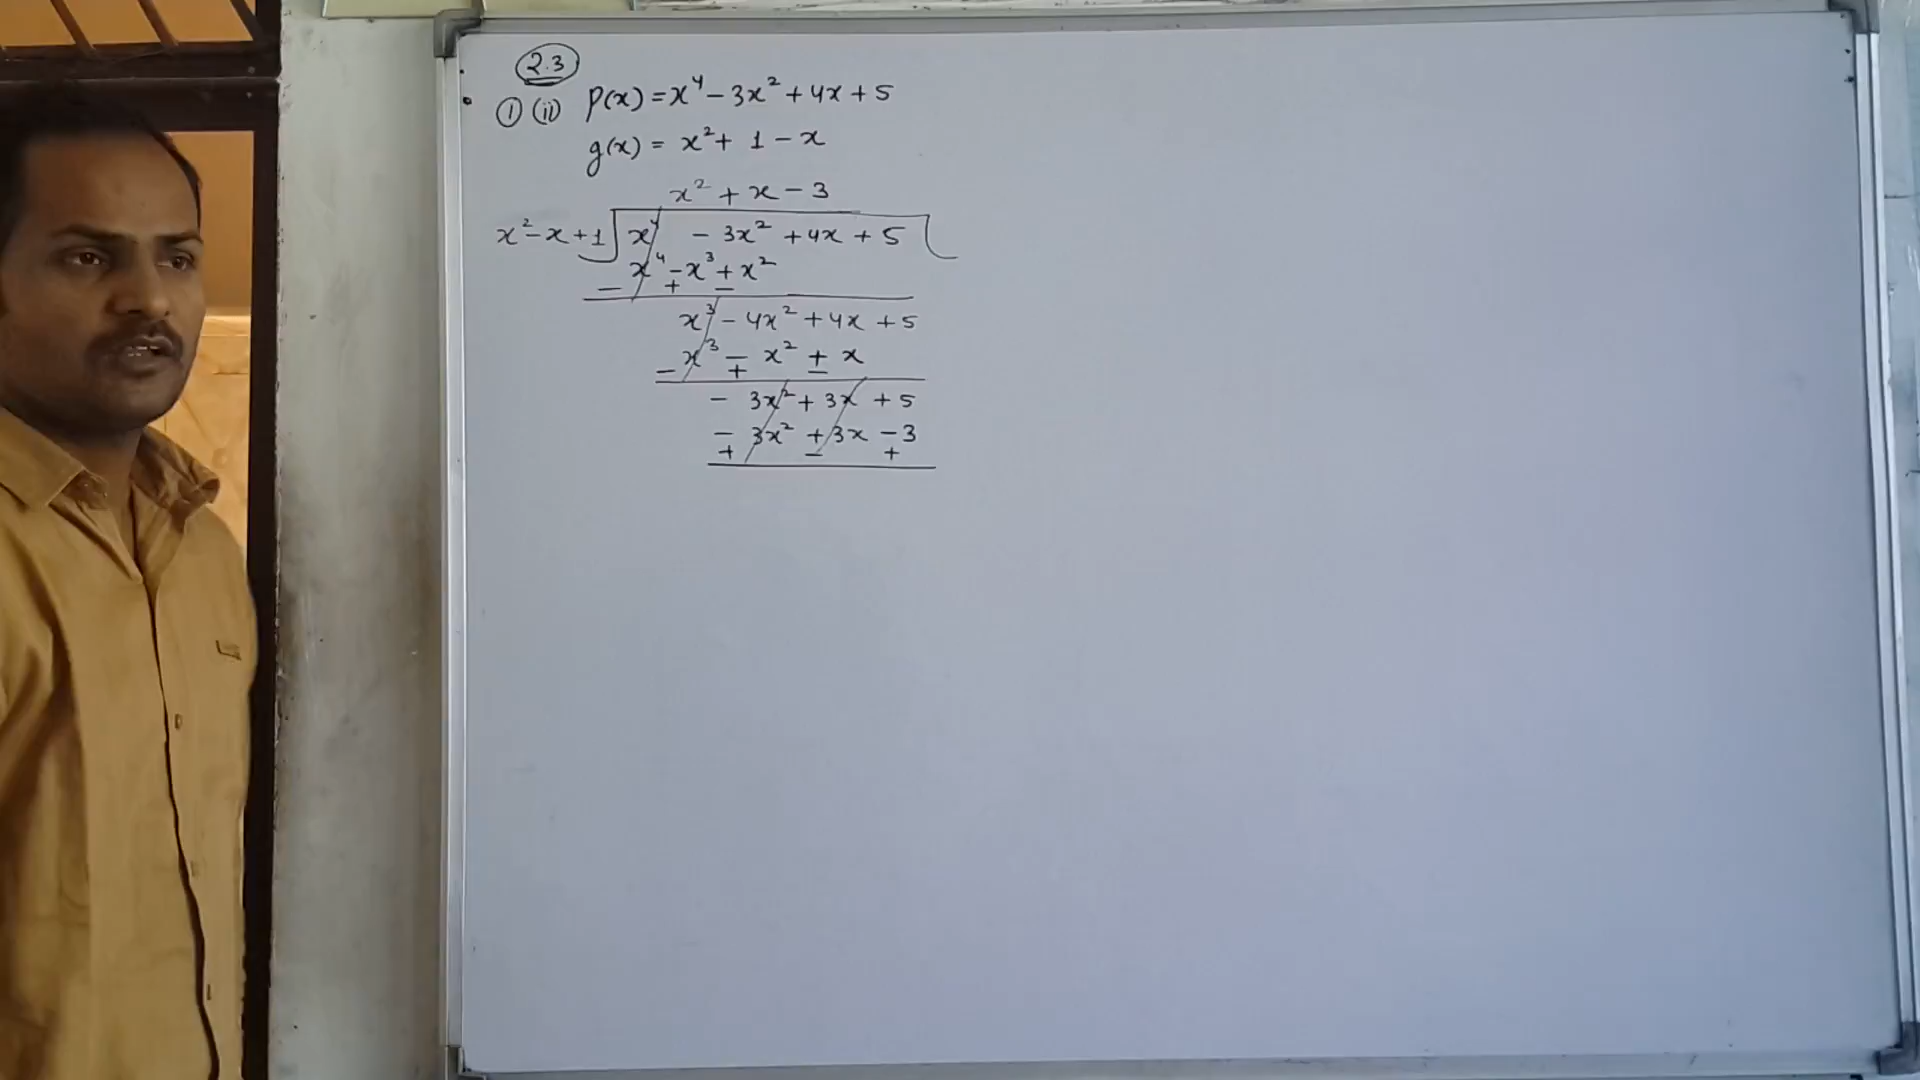 2.3
① (ii) p(x) = x⁴ - 3x² + 4x + 5
g(x) = x² + 1 - x
x² + x - 3
x² - x + 1 ) x⁴ - 3x² + 4x + 5 (
x⁴ - x³ + x²
- + -
x³ - 4x² + 4x + 5
x³ - x² + x
- + -
- 3x² + 3x + 5
- 3x² + 3x - 3
+ - +